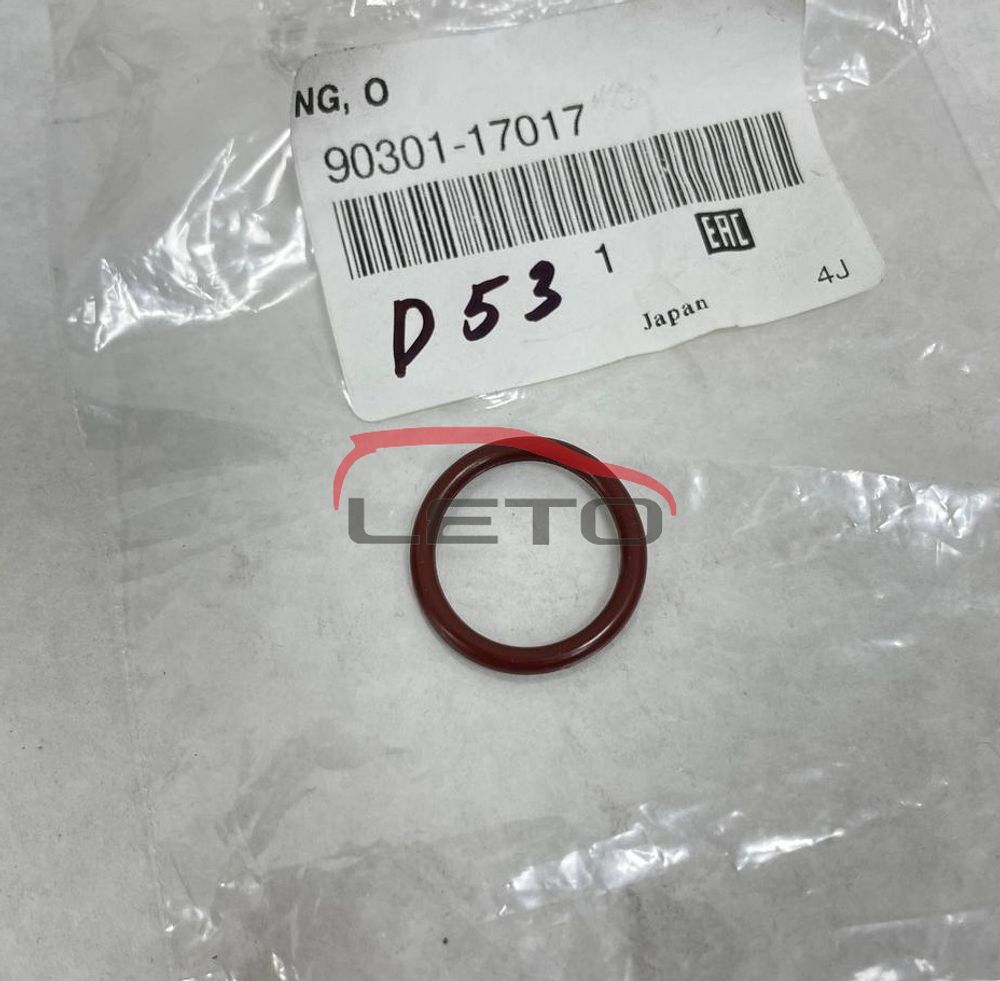 NG, O
90301-17017
D53
1
EAC
Japan
4J
LETO